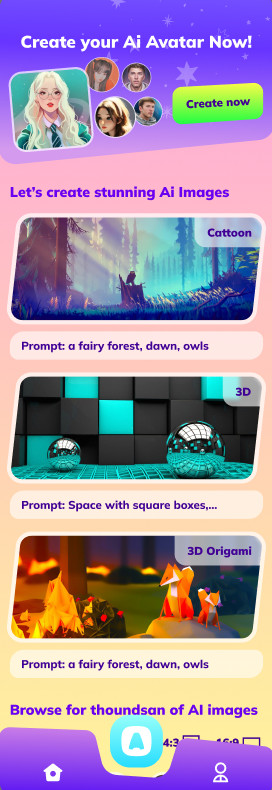 Create your Ai Avatar Now!
Create now
Let's create stunning Ai Images
Cattoon
Prompt: a fairy forest, dawn, owls
3D
Prompt: Space with square boxes,...
3D Origami
Prompt: a fairy forest, dawn, owls
Browse for thoundsan of AI images
4:3 16:9